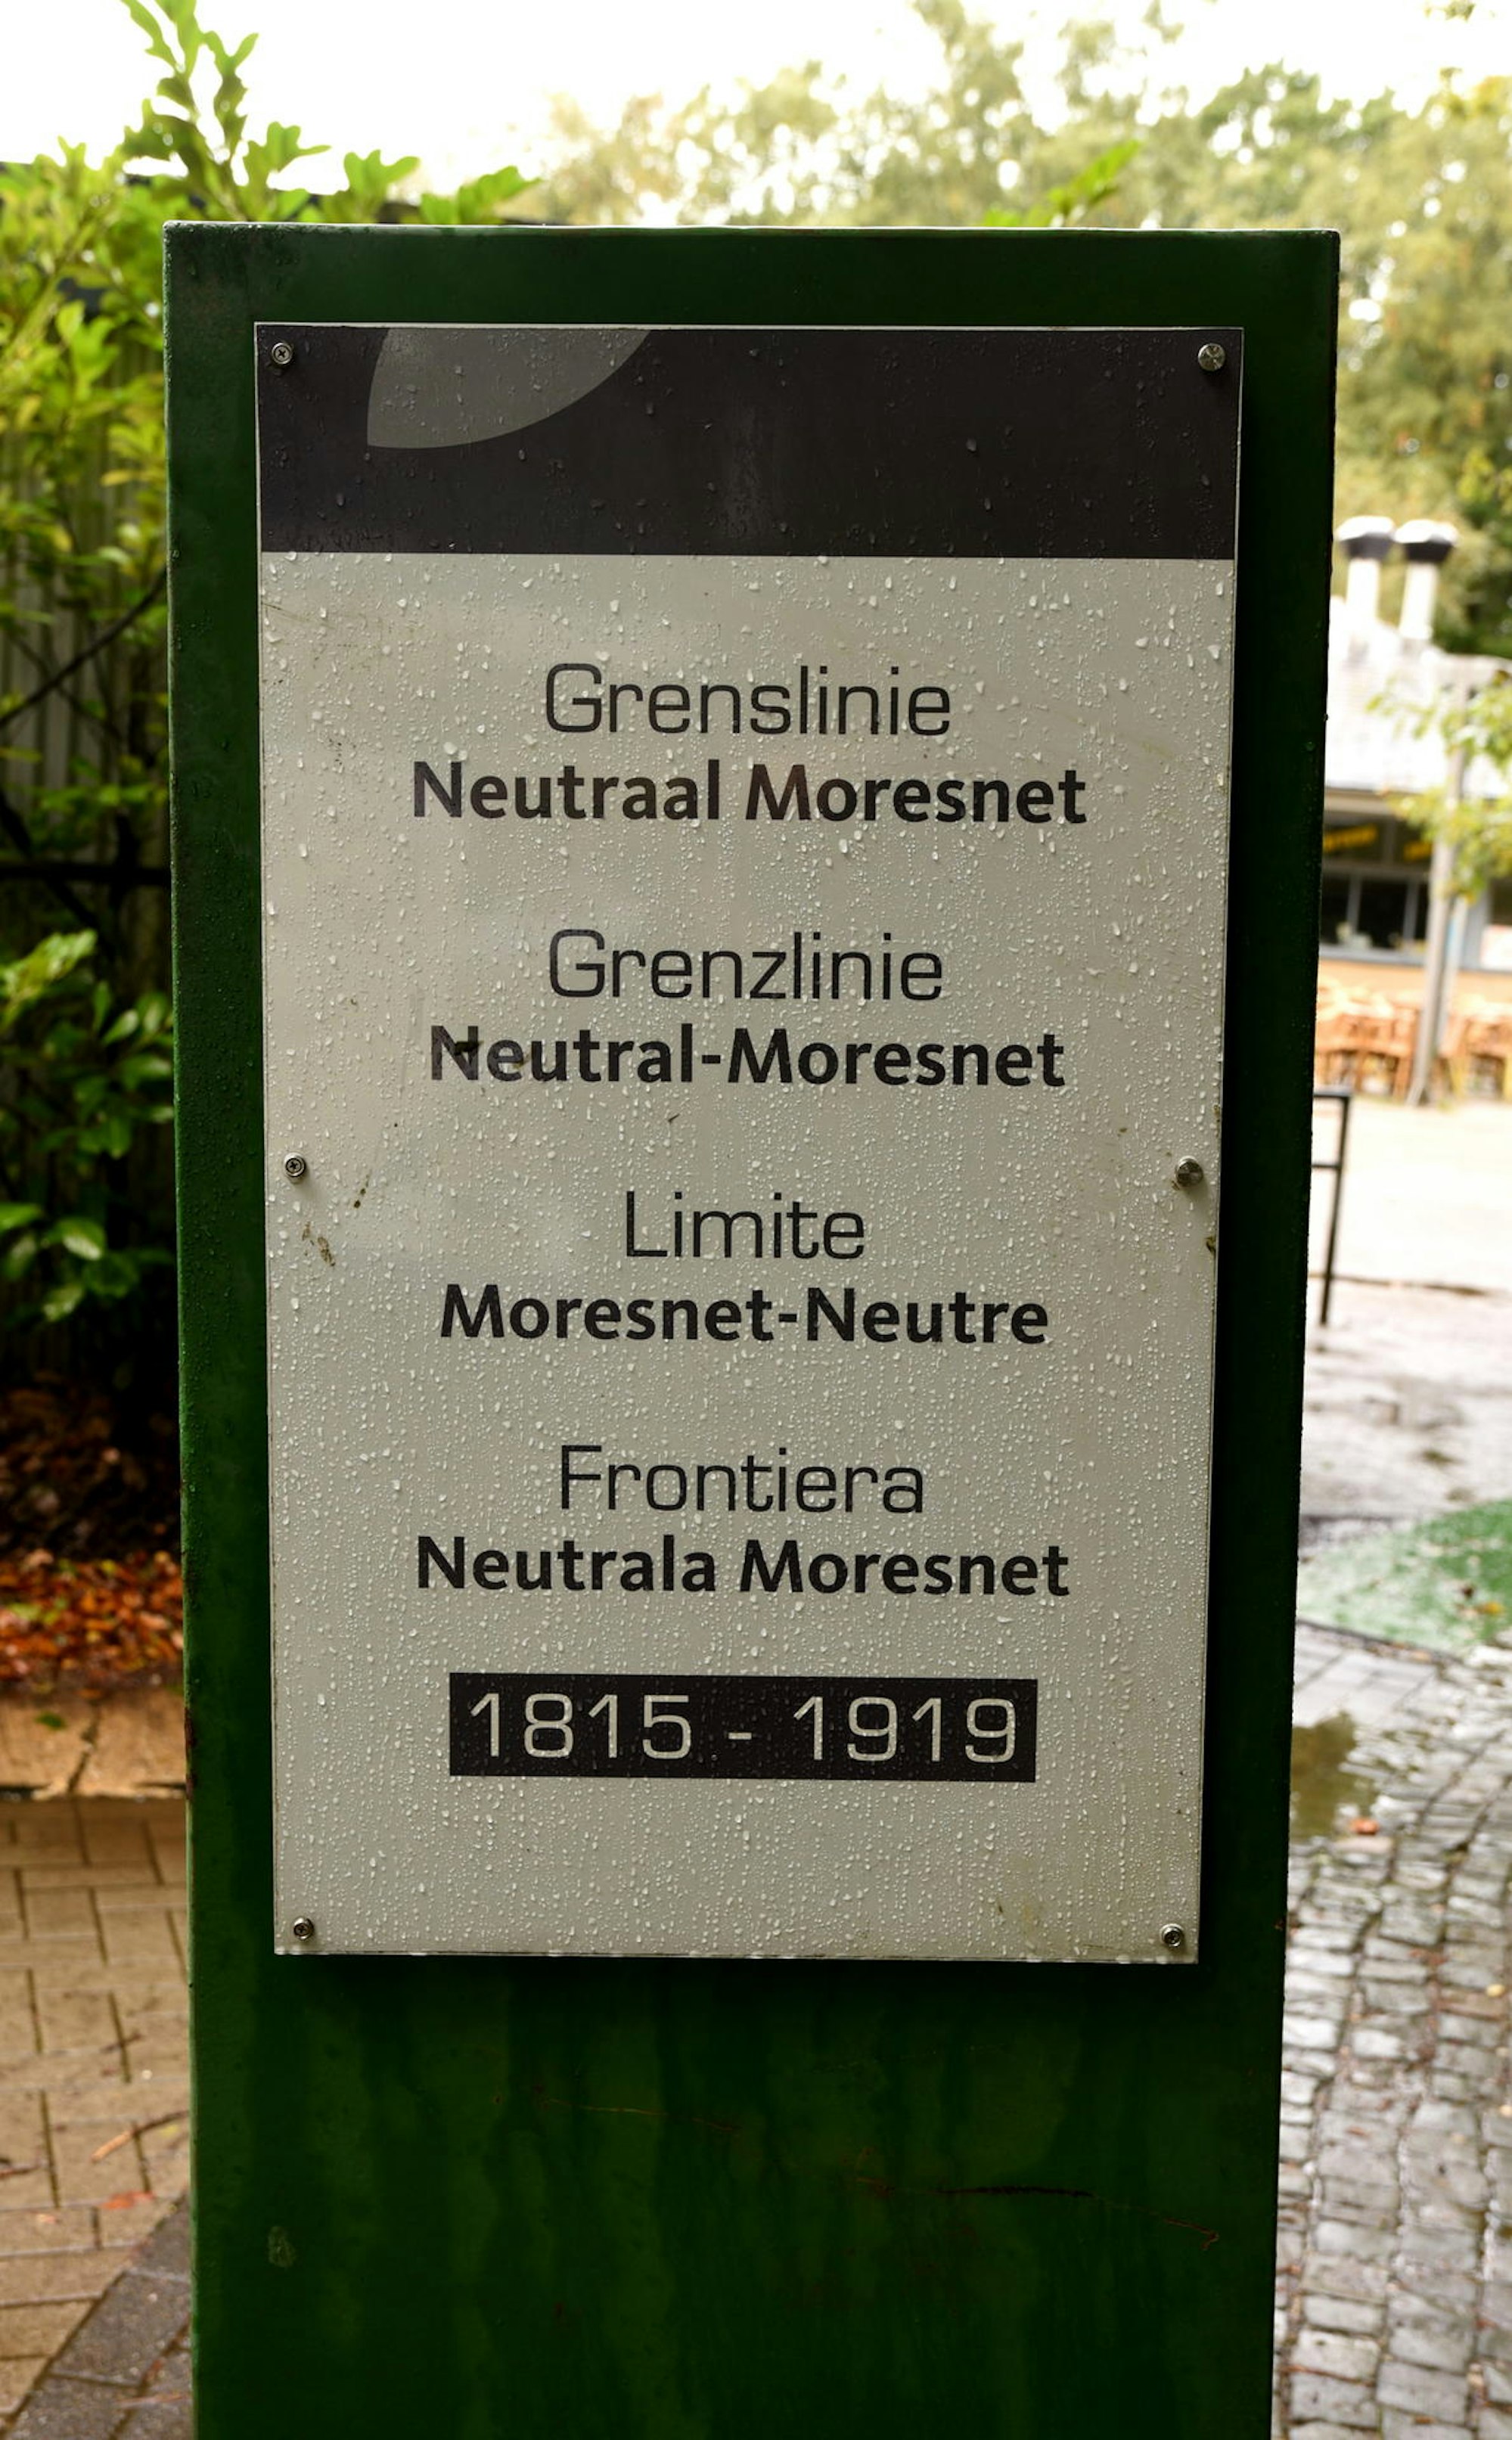 Grenslinie
Neutraal Moresnet
Grenzlinie
Neutral-Moresnet
Limite
Moresnet-Neutre
Frontiera
Neutrala Moresnet
1815 - 1919